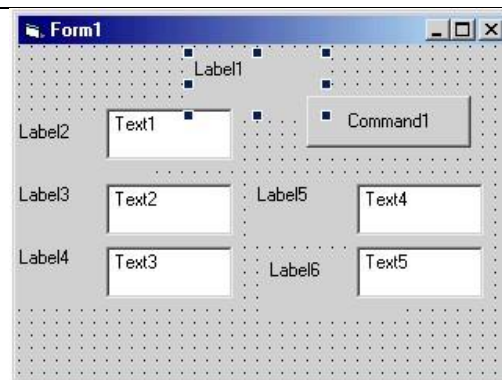 Form1
Label1
Command1
Label2 Text1
Label3 Text2 Label5 Text4
Label4 Text3 Label6 Text5